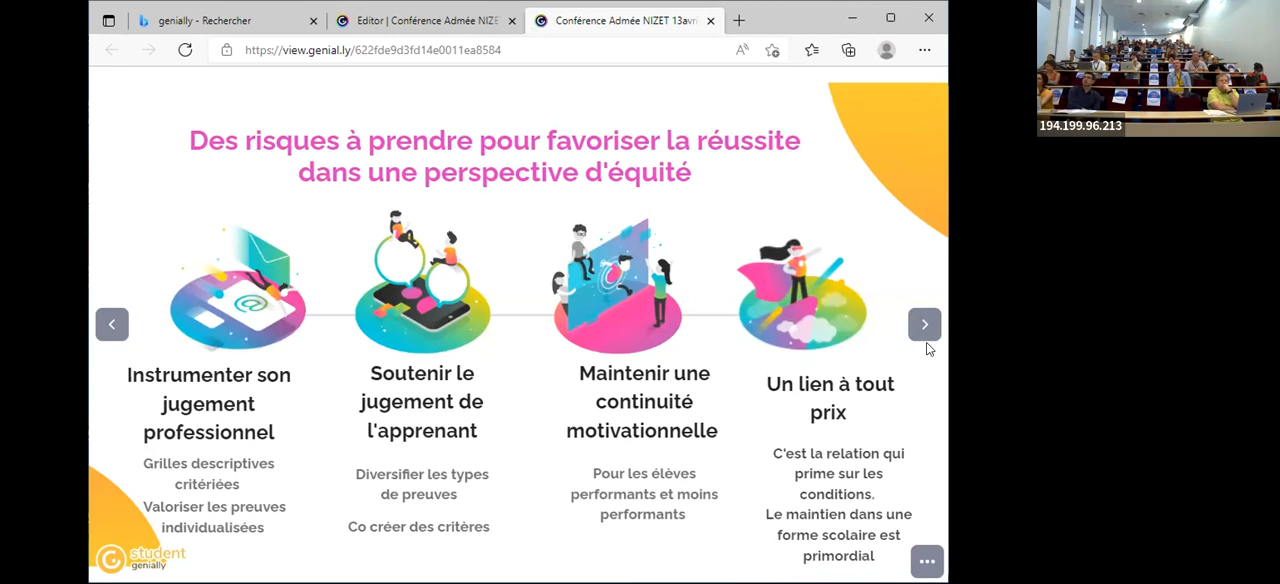 genially - Rechercher
Editor | Conférence Admée NIZE
Conférence Admée NIZET 13avri
https://view.genial.ly/622fde9d3fd14e0011ea8584
194.199.96.213
Des risques à prendre pour favoriser la réussite
dans une perspective d'équité
Instrumenter son
jugement
professionnel
Grilles descriptives
critériées
Valoriser les preuves
individualisées
Soutenir le
jugement de
l'apprenant
Diversifier les types
de preuves
Co créer des critères
Maintenir une
continuité
motivationnelle
Pour les élèves
performants et moins
performants
Un lien à tout
prix
C'est la relation qui
prime sur les
conditions.
Le maintien dans une
forme scolaire est
primordial
student
genially